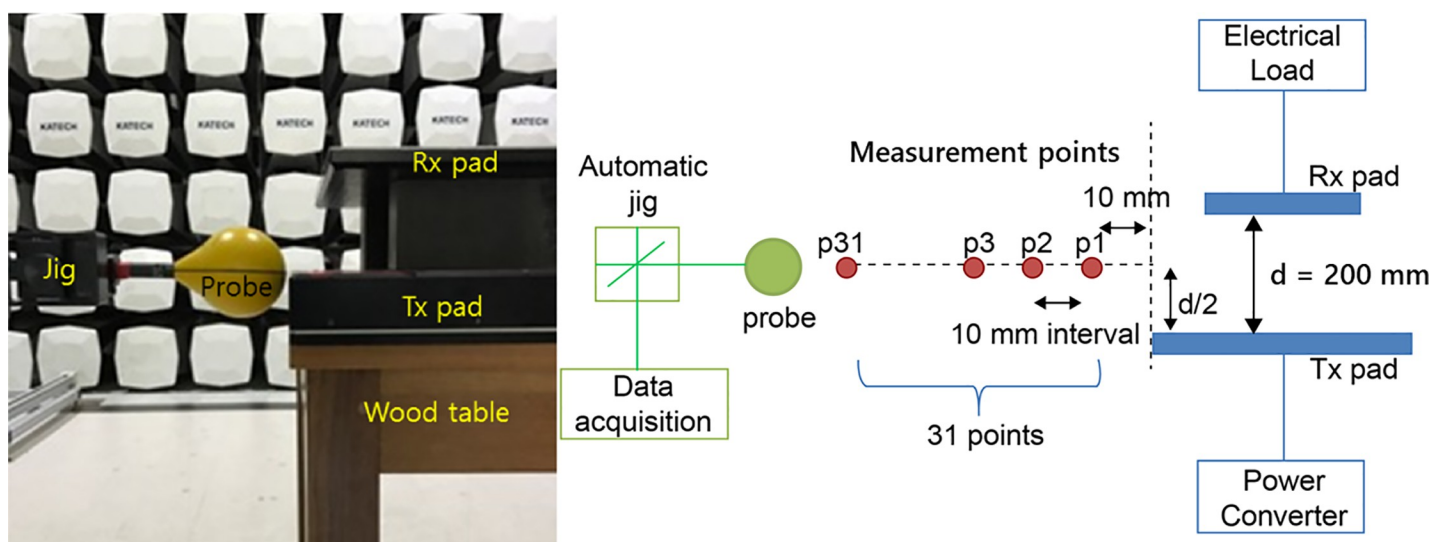 KATECH KATECH KATECH KATECH KATECH KATECH KATECH
Rx pad
Jig
Probe
Tx pad
Wood table
Automatic
jig
probe
Data
acquisition
Measurement points
p31
p3
p2
p1
10 mm
10 mm interval
31 points
d/2
d = 200 mm
Electrical
Load
Rx pad
Tx pad
Power
Converter